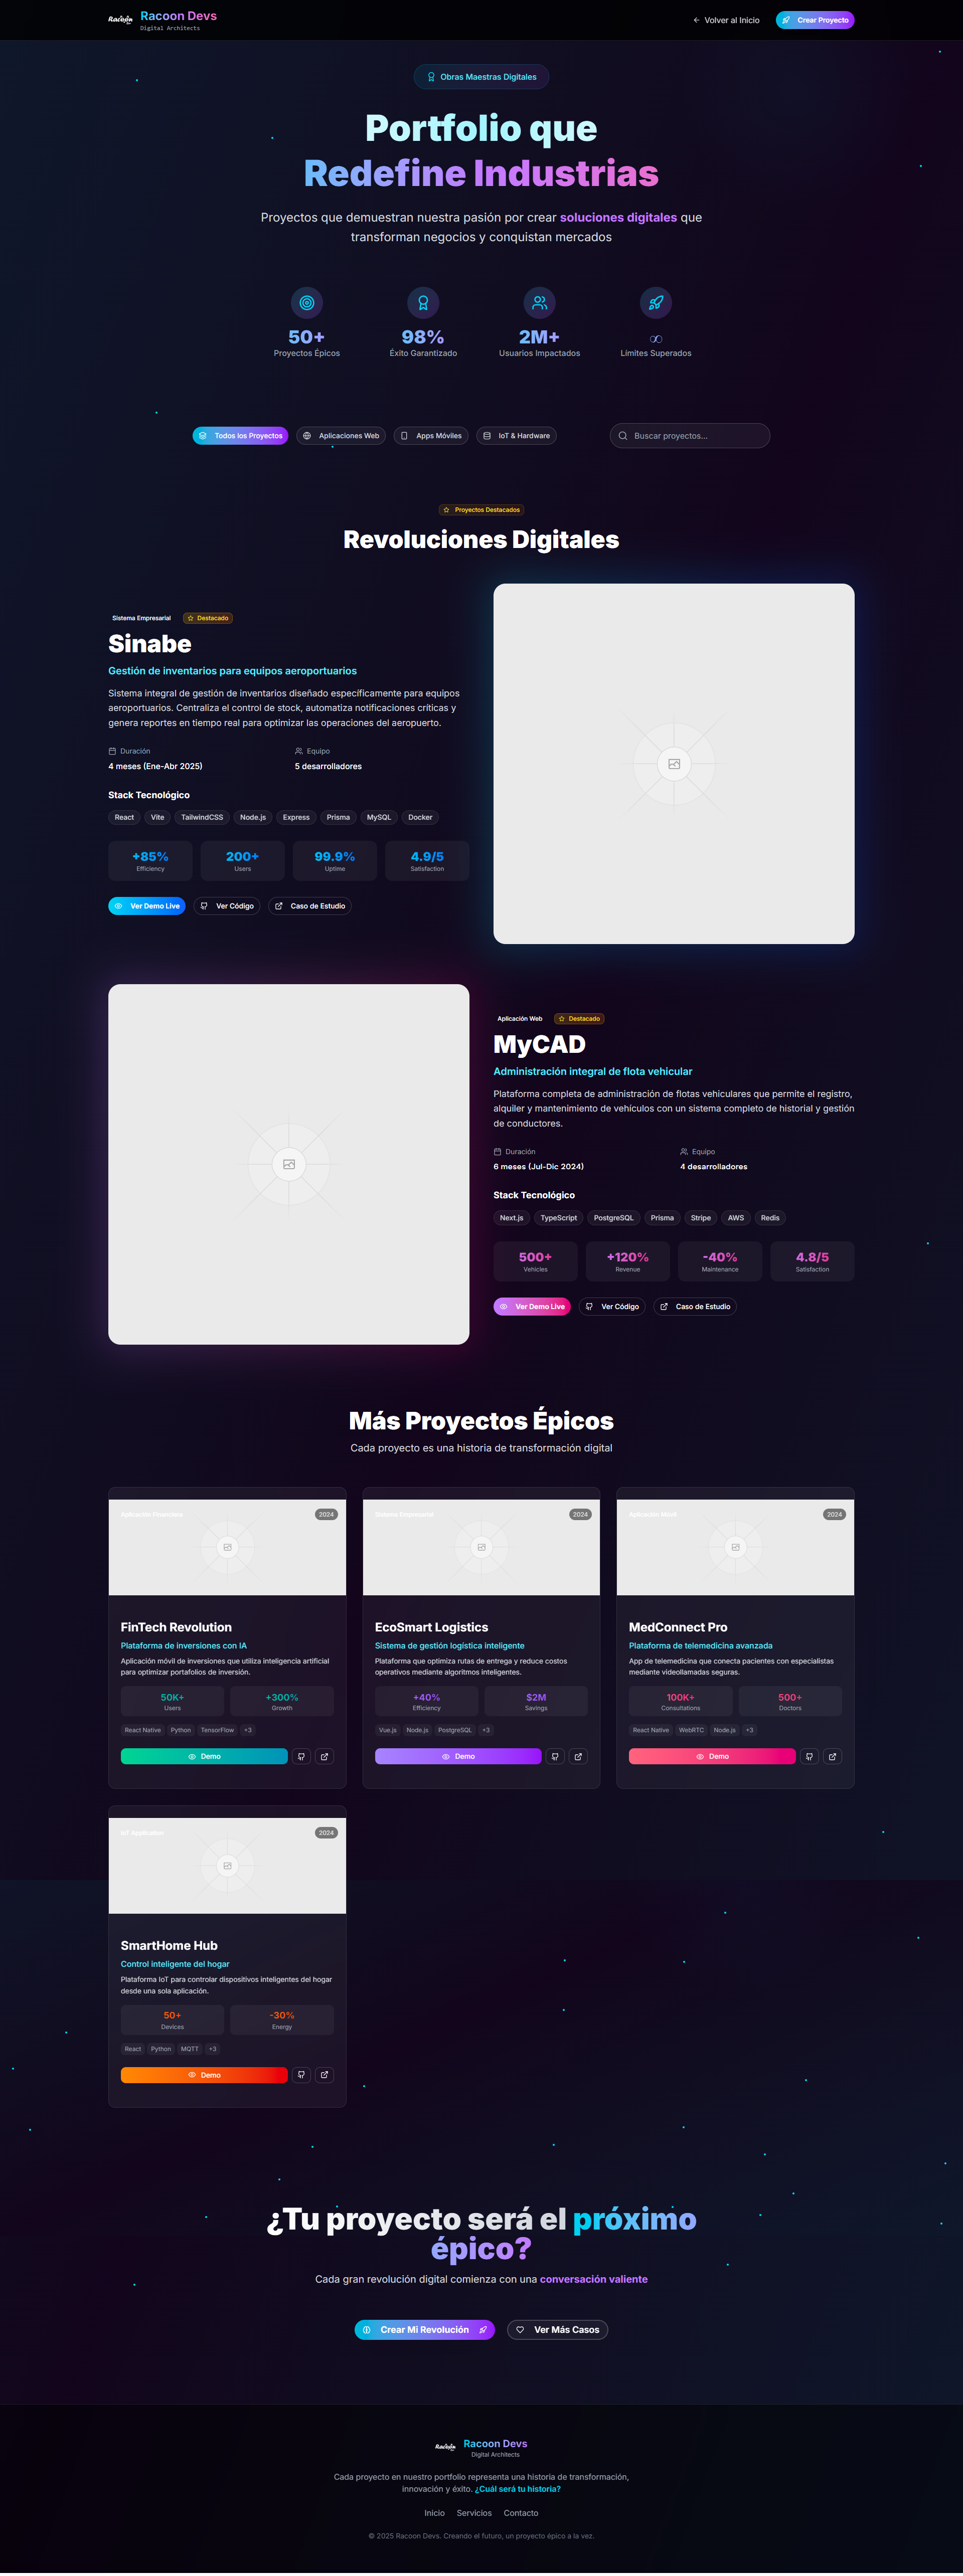 Racoon
Racoon Devs
Digital Architects
Volver al Inicio
Crear Proyecto
Obras Maestras Digitales
Portfolio que
Redefine Industrias
Proyectos que demuestran nuestra pasión por crear soluciones digitales que
transforman negocios y conquistan mercados
50+
Proyectos Épicos
98%
Éxito Garantizado
2M+
Usuarios Impactados
∞
Límites Superados
Todos los Proyectos
Aplicaciones Web
Apps Móviles
IoT & Hardware
Buscar proyectos...
Proyectos Destacados
Revoluciones Digitales
Sistema Empresarial
Destacado
Sinabe
Gestión de inventarios para equipos aeroportuarios
Sistema integral de gestión de inventarios diseñado específicamente para equipos
aeroportuarios. Centraliza el control de stock, automatiza notificaciones críticas y
genera reportes en tiempo real para optimizar las operaciones del aeropuerto.
Duración
Equipo
4 meses (Ene-Abr 2025)
5 desarrolladores
Stack Tecnológico
React
Vite
TailwindCSS
Node.js
Express
Prisma
MySQL
Docker
+85%
Efficiency
200+
Users
99.9%
Uptime
4.9/5
Satisfaction
Ver Demo Live
Ver Código
Caso de Estudio
Aplicación Web
Destacado
MyCAD
Administración integral de flota vehicular
Plataforma completa de administración de flotas vehiculares que permite el registro,
alquiler y mantenimiento de vehículos con un sistema completo de historial y gestión
de conductores.
Duración
Equipo
6 meses (Jul-Dic 2024)
4 desarrolladores
Stack Tecnológico
Next.js
TypeScript
PostgreSQL
Prisma
Stripe
AWS
Redis
500+
Vehicles
+120%
Revenue
-40%
Maintenance
4.8/5
Satisfaction
Ver Demo Live
Ver Código
Caso de Estudio
Más Proyectos Épicos
Cada proyecto es una historia de transformación digital
Aplicación Financiera
2024
FinTech Revolution
Plataforma de inversiones con IA
Aplicación móvil de inversiones que utiliza inteligencia artificial
para optimizar portafolios de inversión.
50K+
Users
+300%
Growth
React Native
Python
TensorFlow
+3
Demo
Sistema Empresarial
2024
EcoSmart Logistics
Sistema de gestión logística inteligente
Plataforma que optimiza rutas de entrega y reduce costos
operativos mediante algoritmos inteligentes.
+40%
Efficiency
$2M
Savings
Vue.js
Node.js
PostgreSQL
+3
Demo
Aplicación Móvil
2024
MedConnect Pro
Plataforma de telemedicina avanzada
App de telemedicina que conecta pacientes con especialistas
mediante videollamadas seguras.
100K+
Consultations
500+
Doctors
React Native
WebRTC
Node.js
+3
Demo
IoT Application
2024
SmartHome Hub
Control inteligente del hogar
Plataforma IoT para controlar dispositivos inteligentes del hogar
desde una sola aplicación.
50+
Devices
-30%
Energy
React
Python
MQTT
+3
Demo
¿Tu proyecto será el próximo
épico?
Cada gran revolución digital comienza con una conversación valiente
Crear Mi Revolución
Ver Más Casos
Racoon
Racoon Devs
Digital Architects
Cada proyecto en nuestro portfolio representa una historia de transformación,
innovación y éxito. ¿Cuál será tu historia?
Inicio
Servicios
Contacto
© 2025 Racoon Devs. Creando el futuro, un proyecto épico a la vez.